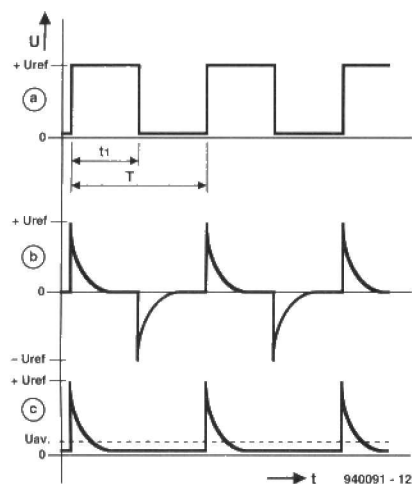 U
+ Uref
a
0
t1
T
+ Uref
b
0
− Uref
+ Uref
c
Uav.
0
t
940091 - 12